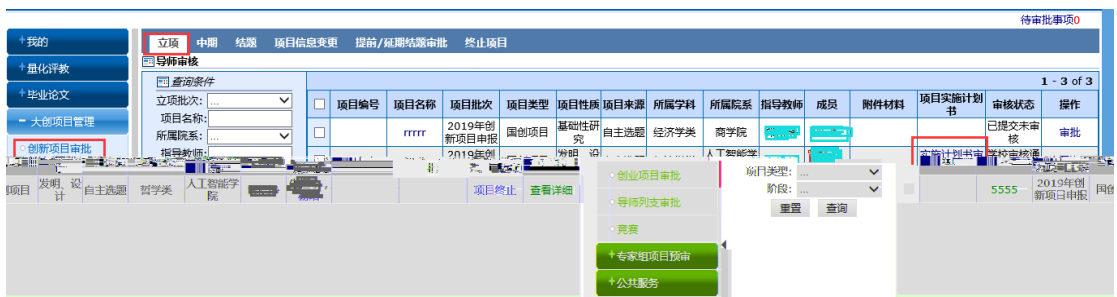 待审批事项0
+我的
立项 中期 结题 项目信息变更 提前/延期结题审批 终止项目
+量化评教
导师审核
+毕业论文
查询条件
1 - 3 of 3
- 大创项目管理
立项批次: ...
项目名称:
所属院系: ...
指导教师:
创新项目审批
项目编号 项目名称 项目批次 项目类型 项目性质 项目来源 所属学科 所属院系 指导教师 成员 附件材料 项目实施计划书 审核状态 操作
rrrrr 2019年创新项目申报 国创项目 基础性研究 自主选题 经济学类 商学院 已提交未审核 审批
2019年创
人工智能学
实施计划书审 学校审核通
项目 发明、设计 自主选题 哲学类 人工智能学院 项目终止 查看详细
创业项目审批
导师列支审批
竞赛
+专家组项目预审
+公共服务
项目类型: ...
阶段: ...
重置 查询
5555 2019年创新项目申报 国创